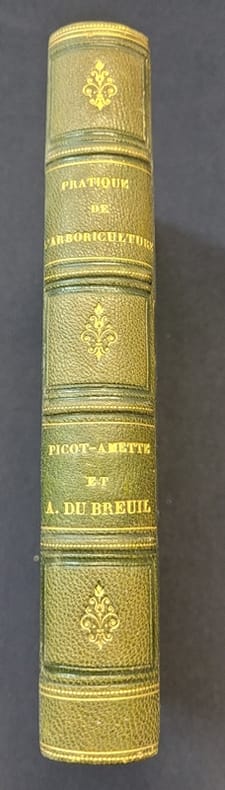 PRATIQUE
DE
L'ARBORICULTURE
PICOT-AMETTE
ET
A. DU BREUIL